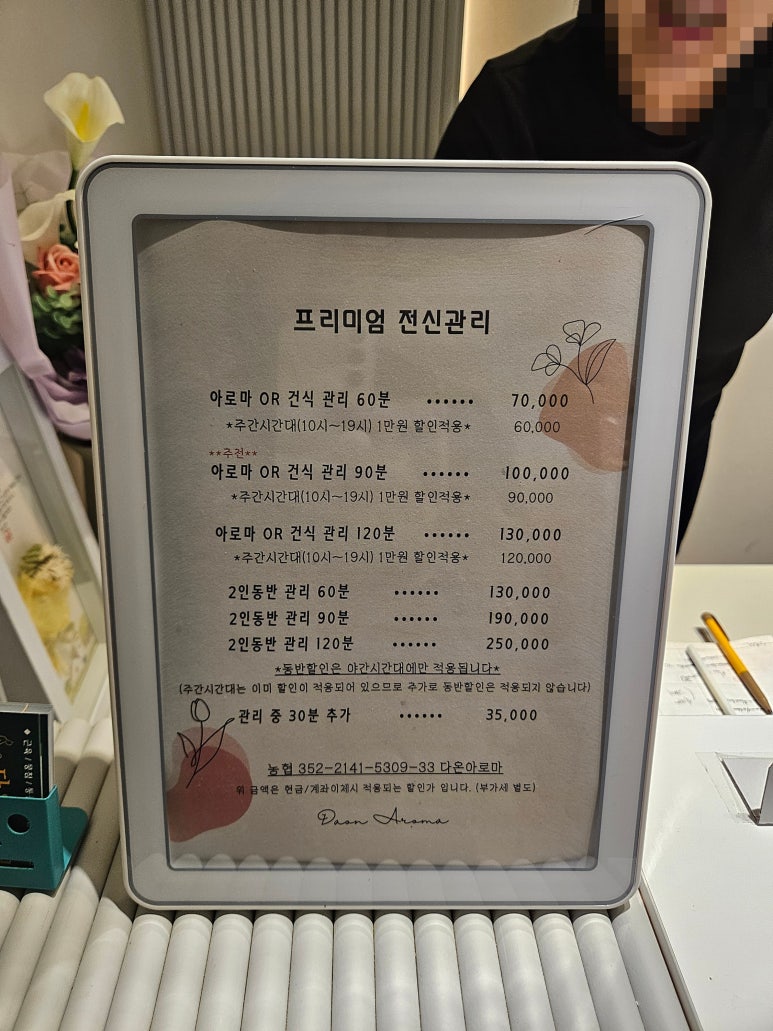 프리미엄 전신관리
아로마 OR 건식 관리 60분 •••••• 70,000
*주간시간대(10시~19시) 1만원 할인적용* 60,000
**주전**
아로마 OR 건식 관리 90분 •••••• 100,000
*주간시간대(10시~19시) 1만원 할인적용* 90,000
아로마 OR 건식 관리 120분 •••••• 130,000
*주간시간대(10시~19시) 1만원 할인적용* 120,000
2인동반 관리 60분 •••••• 130,000
2인동반 관리 90분 •••••• 190,000
2인동반 관리 120분 •••••• 250,000
*동반할인은 야간시간대에만 적용됩니다*
(주간시간대는 이미 할인이 적용되어 있으므로 추가로 동반할인은 적용되지 않습니다)
관리 중 30분 추가 •••••• 35,000
농협 352-2141-5309-33 다온아로마
위 금액은 현금/계좌이체시 적용되는 할인가 입니다. (부가세 별도)
Daon Aroma